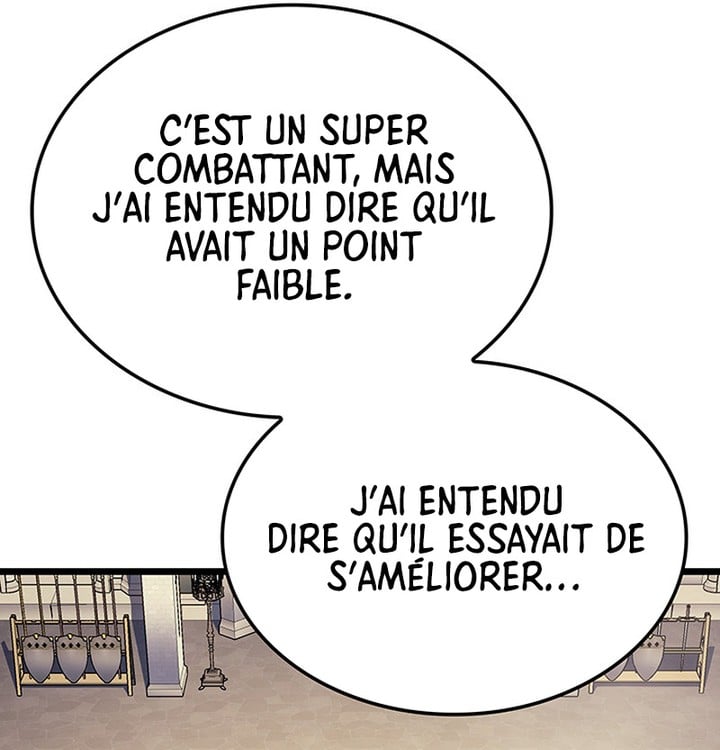 C'EST UN SUPER
COMBATTANT, MAIS
J'AI ENTENDU DIRE QU'IL
AVAIT UN POINT
FAIBLE.
J'AI ENTENDU
DIRE QU'IL ESSAYAIT DE
S'AMÉLIORER...